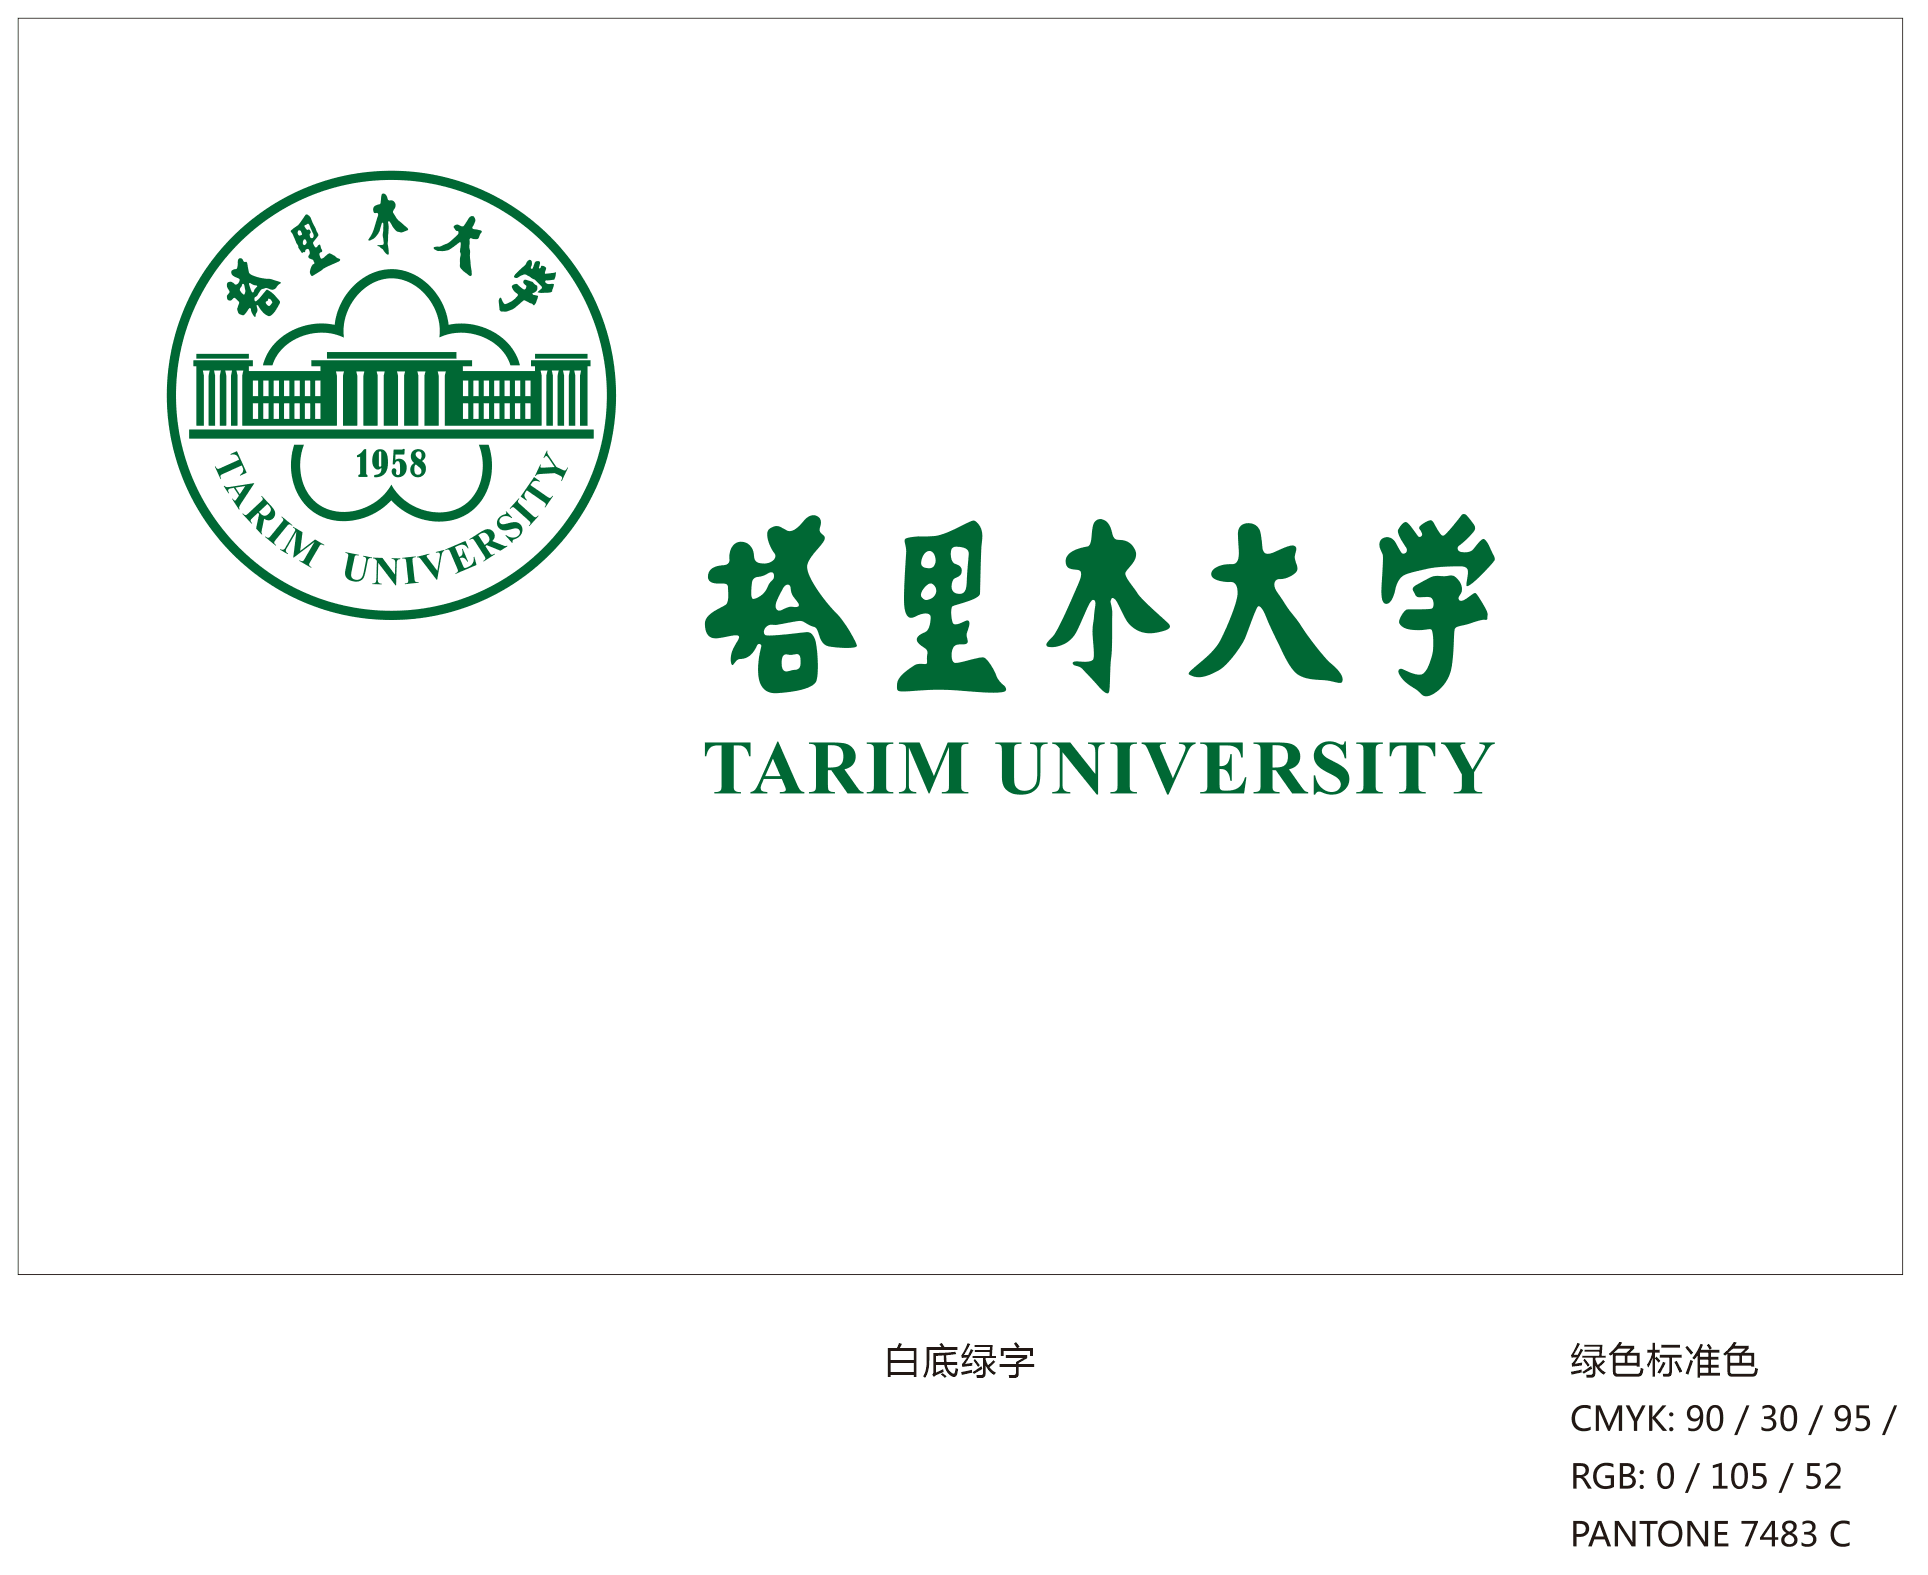 塔里木大学
1958
TARIM UNIVERSITY
塔里木大学
TARIM UNIVERSITY
白底绿字
绿色标准色
CMYK: 90 / 30 / 95 /
RGB: 0 / 105 / 52
PANTONE 7483 C